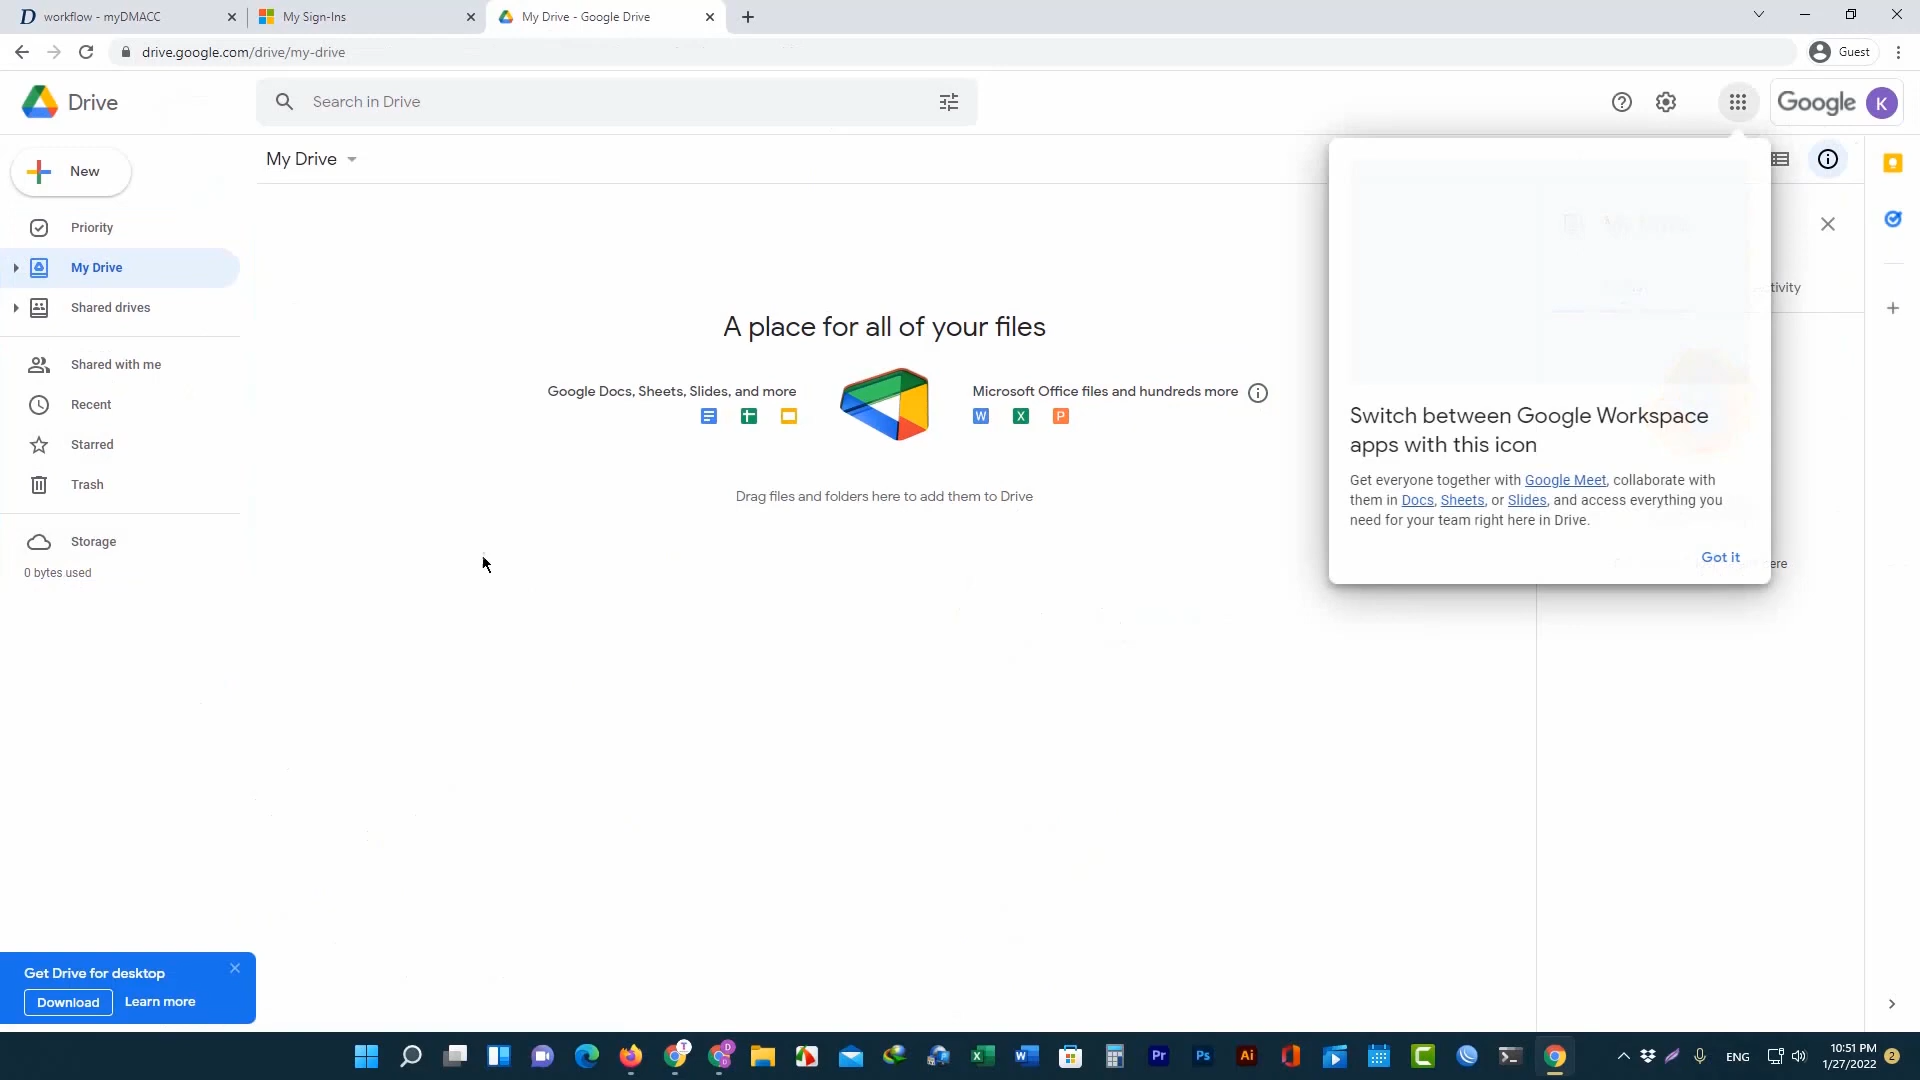 workflow - myDMACC
My Sign-Ins
My Drive - Google Drive
drive.google.com/drive/my-drive
Guest
Drive
Search in Drive
Google
K
New
My Drive
Priority
My Drive
Shared drives
Shared with me
Recent
Starred
Trash
Storage
0 bytes used
A place for all of your files
Google Docs, Sheets, Slides, and more
Microsoft Office files and hundreds more
W X P
Drag files and folders here to add them to Drive
tivity
Switch between Google Workspace
apps with this icon
Get everyone together with Google Meet, collaborate with
them in Docs, Sheets, or Slides, and access everything you
need for your team right here in Drive.
Got it
ere
Get Drive for desktop
Download
Learn more
T
D
Pr
Ps
Ai
ENG
10:51 PM
1/27/2022
2